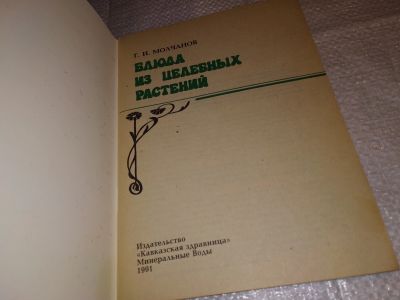 Г. И. МОЛЧАНОВ
БЛЮДА
ИЗ ЦЕЛЕБНЫХ
РАСТЕНИЙ
Издательство
«Кавказская здравница»
Минеральные Воды
1991